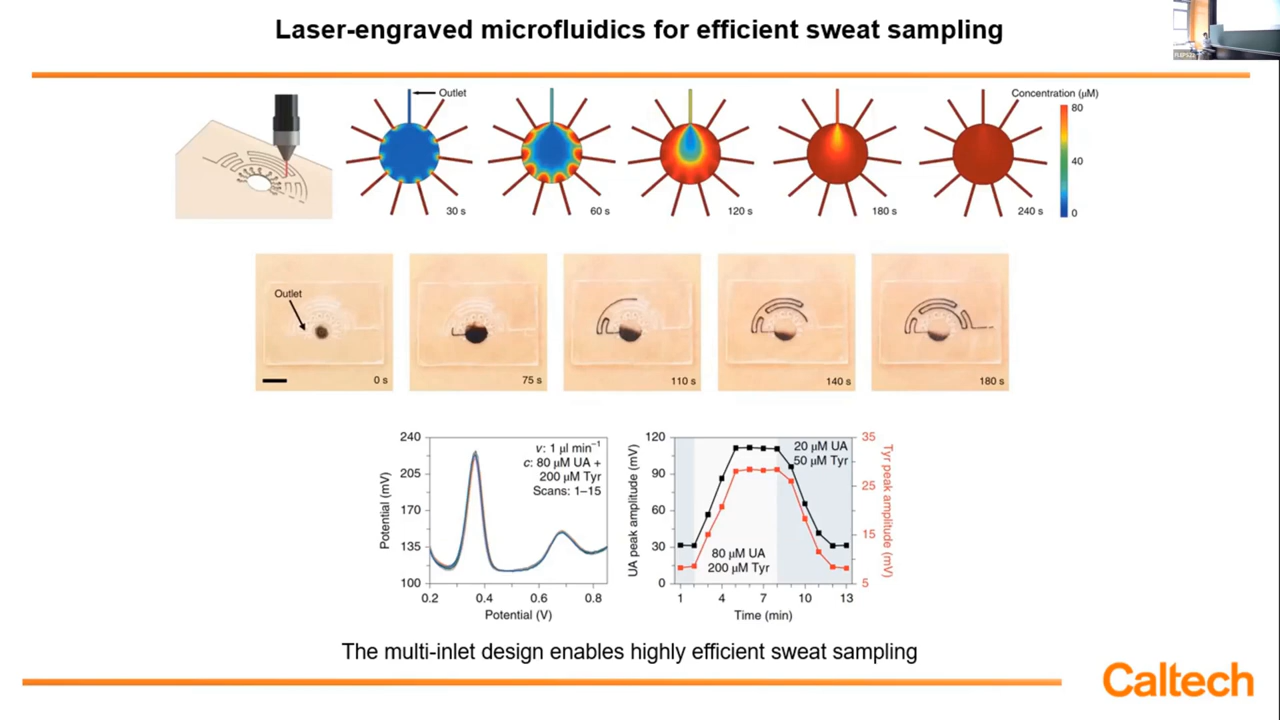 Laser-engraved microfluidics for efficient sweat sampling
Outlet
Concentration (μM)
80
40
0
30 s
60 s
120 s
180 s
240 s
Outlet
0 s
75 s
110 s
140 s
180 s
240
205
170
135
100
Potential (mV)
v: 1 μl min⁻¹
c: 80 μM UA +
200 μM Tyr
Scans: 1–15
0.2
0.4
0.6
0.8
Potential (V)
120
90
60
30
0
UA peak amplitude (mV)
20 μM UA
50 μM Tyr
80 μM UA
200 μM Tyr
35
25
15
5
Tyr peak amplitude (mV)
1
4
7
10
13
Time (min)
The multi-inlet design enables highly efficient sweat sampling
Caltech